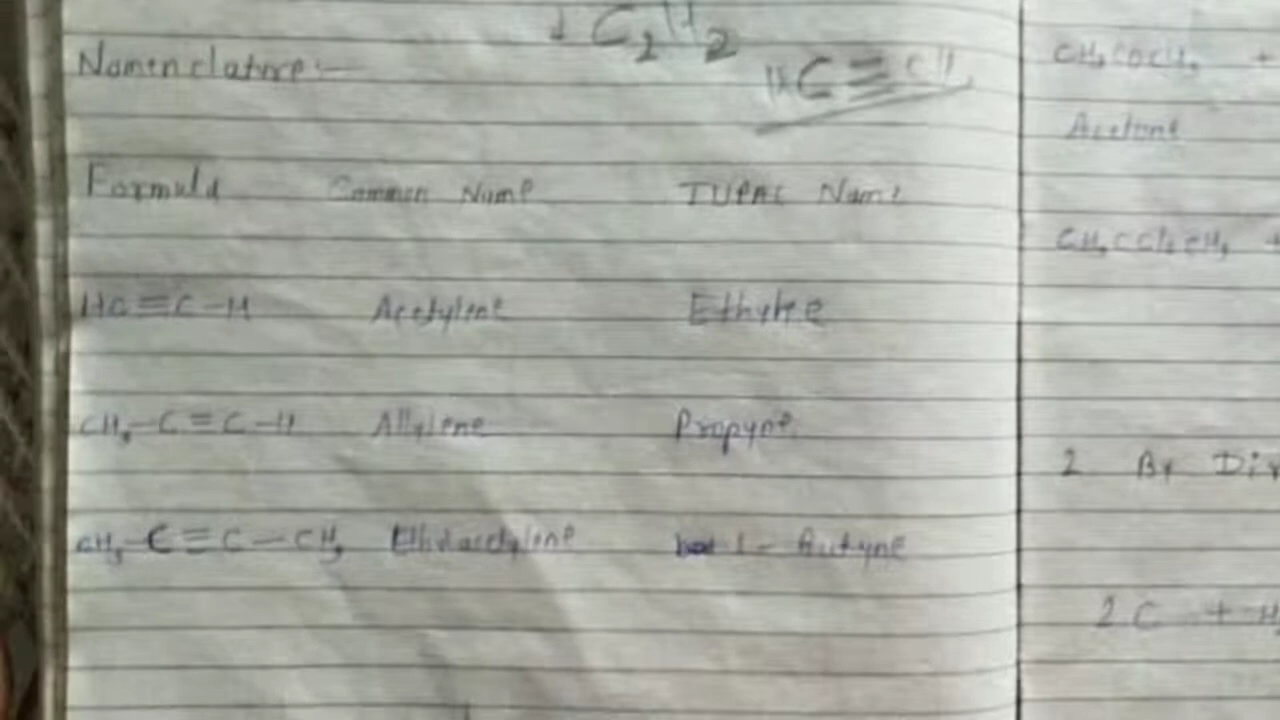 C₂H₂
Nomenclature:-
HC≡CH
Formula Common Name IUPAC Name
HC≡C-H Acetylene
CH₃-C≡C-H Allylene Propyne
CH₃-C≡C-CH₃ Ethylacetylene 1-Butyne
CH₃COCH₃ +
Acetone
CH₃CCl₂CH₃ +
2 By Dir
2C + H